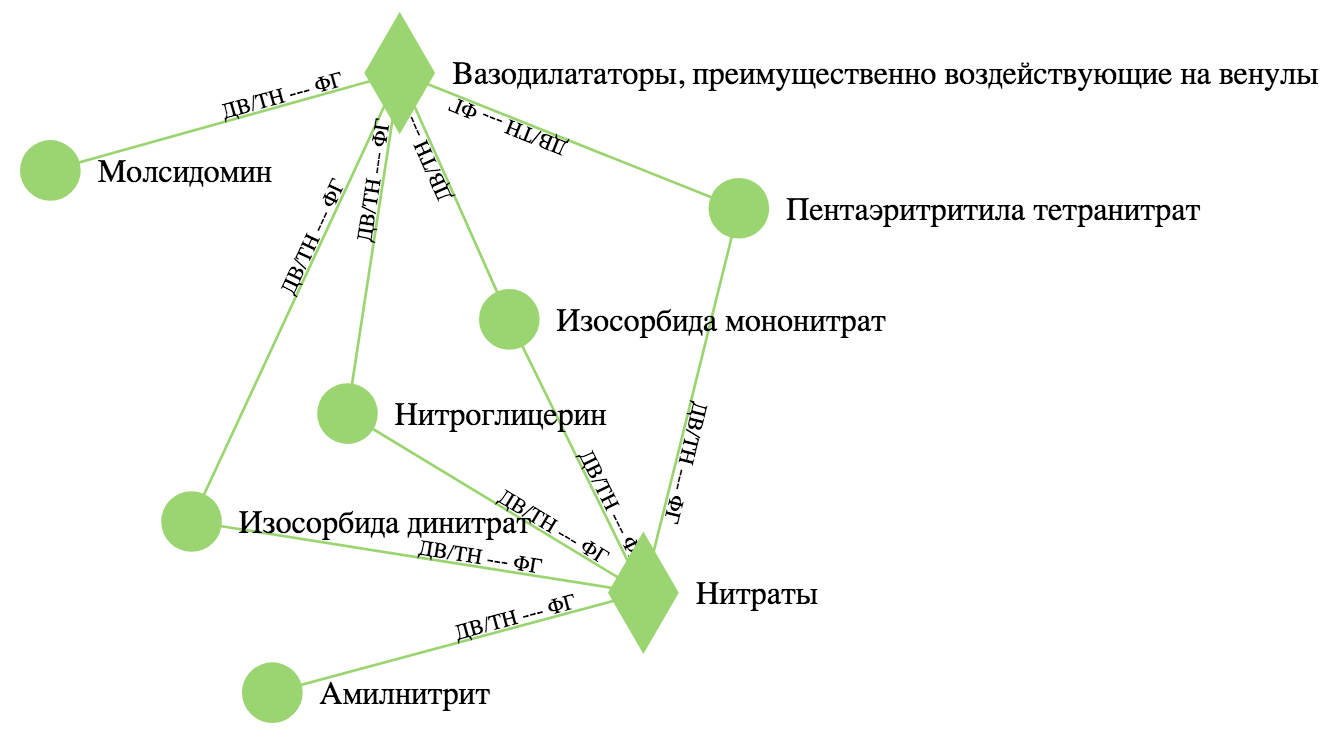 Вазодилататоры, преимущественно воздействующие на венулы
ДВ/ТН --- ФГ
ДВ/ТН --- ФГ
ДВ/ТН --- ФГ
ДВ/ТН ---
ДВ/ТН --- ФГ
Молсидомин
Пентаэритритила тетранитрат
Изосорбида мононитрат
Нитроглицерин
ДВ/ТН --- ФГ
ДВ/ТН --- Ф
ДВ/ТН --- ФГ
Изосорбида динитрат
ДВ/ТН --- ФГ
Нитраты
ДВ/ТН --- ФГ
Амилнитрит